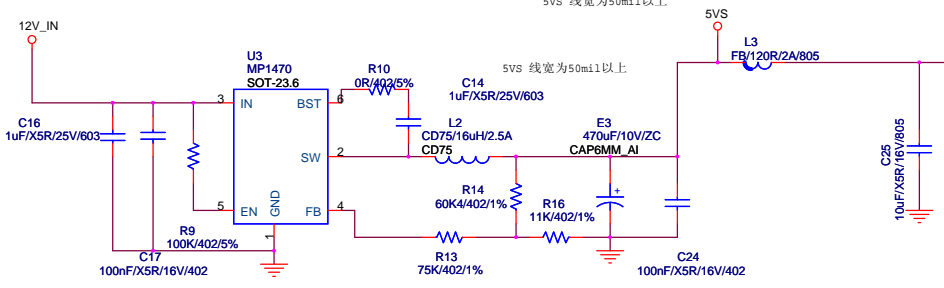 5VS 线宽为50mil以上
12V_IN
5VS
U3
MP1470
SOT-23.6
L3
FB/120R/2A/805
5VS 线宽为50mil以上
R10
0R/402/5%
C14
1uF/X5R/25V/603
3 IN
BST 6
C16
1uF/X5R/25V/603
L2
CD75/16uH/2.5A
CD75
E3
470uF/10V/ZC
CAP6MM_AI
SW 2
C25
10uF/X5R/16V/805
R14
60K4/402/1%
R16
11K/402/1%
5 EN
GND
1
FB 4
R9
100K/402/5%
C17
100nF/X5R/16V/402
R13
75K/402/1%
C24
100nF/X5R/16V/402
+